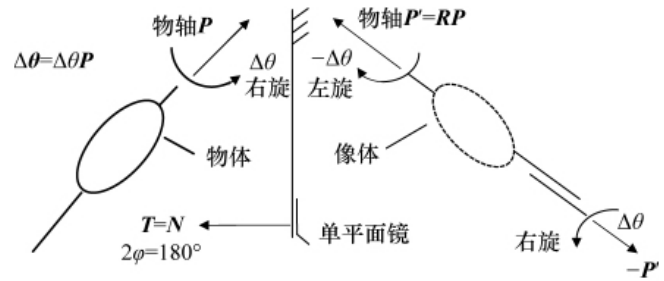 物轴P
物轴P'=RP
Δθ=ΔθP
Δθ
右旋
-Δθ
左旋
物体
像体
T=N
2φ=180°
单平面镜
右旋
Δθ
-P'